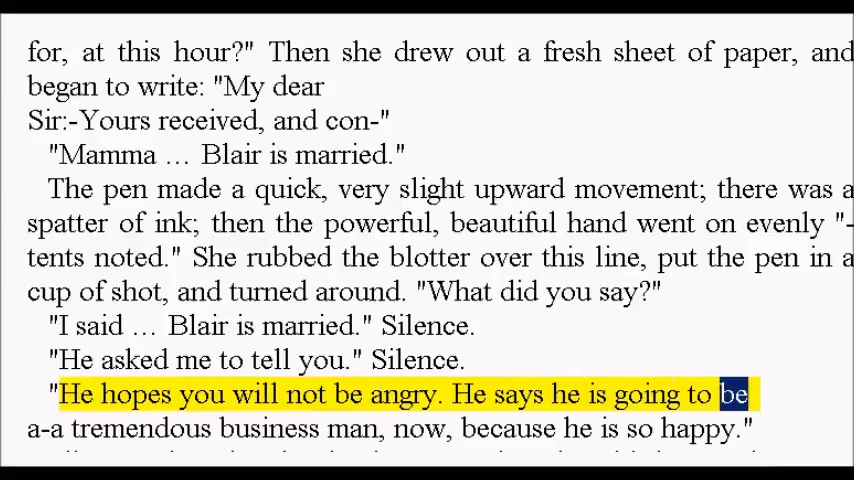 for, at this hour?" Then she drew out a fresh sheet of paper, and
began to write: "My dear
Sir:-Yours received, and con-"
"Mamma ... Blair is married."
The pen made a quick, very slight upward movement; there was a
spatter of ink; then the powerful, beautiful hand went on evenly "-
tents noted." She rubbed the blotter over this line, put the pen in a
cup of shot, and turned around. "What did you say?"
"I said ... Blair is married." Silence.
"He asked me to tell you." Silence.
"He hopes you will not be angry. He says he is going to be
a-a tremendous business man, now, because he is so happy."